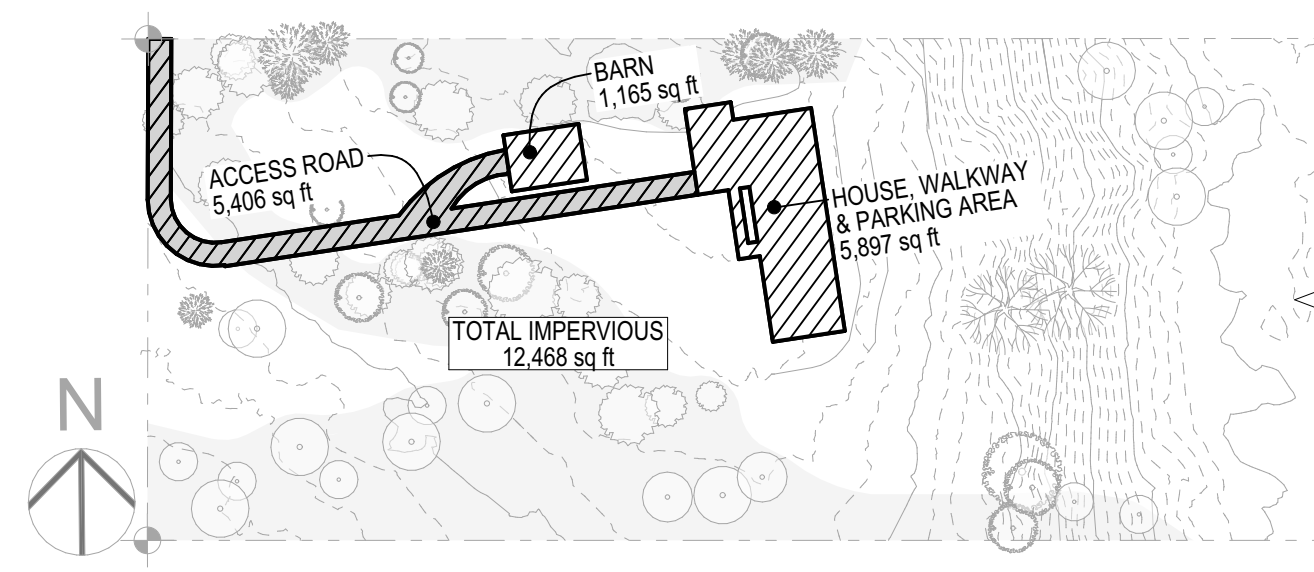 BARN
1,165 sq ft
ACCESS ROAD
5,406 sq ft
HOUSE, WALKWAY
& PARKING AREA
5,897 sq ft
TOTAL IMPERVIOUS
12,468 sq ft
N